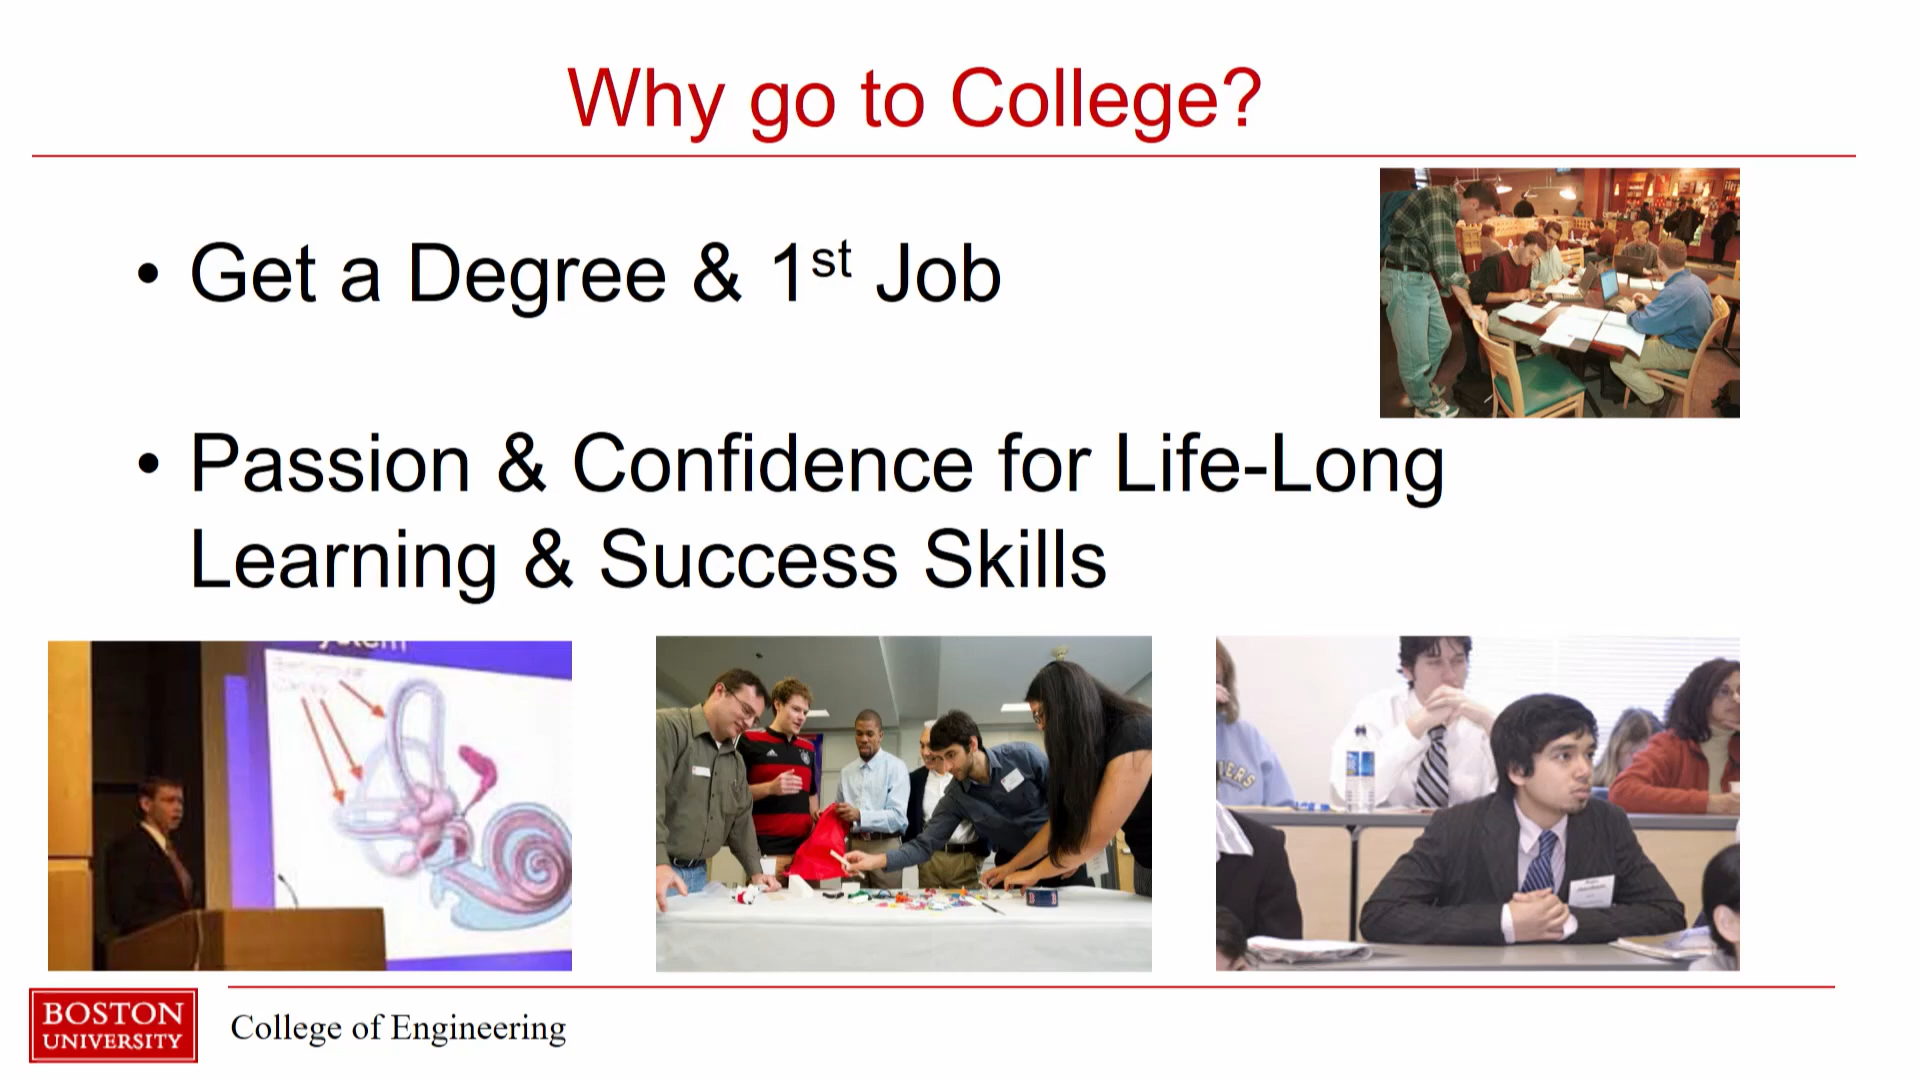 Why go to College?
• Get a Degree & 1st Job
• Passion & Confidence for Life-Long
Learning & Success Skills
BOSTON
UNIVERSITY
College of Engineering